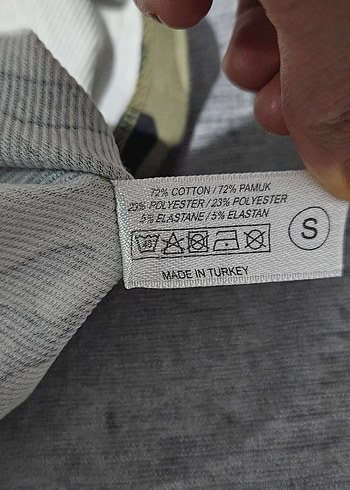 72% COTTON / 72% PAMUK
23% POLYESTER / 23% POLYESTER
5% ELASTANE / 5% ELASTAN
S
MADE IN TURKEY